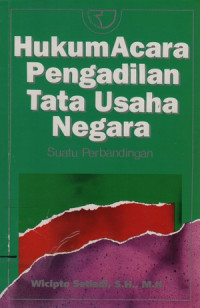 Hukum Acara
Pengadilan
Tata Usaha
Negara
Suatu Perbandingan
Wicipto Setiadi, S.H., M.H.